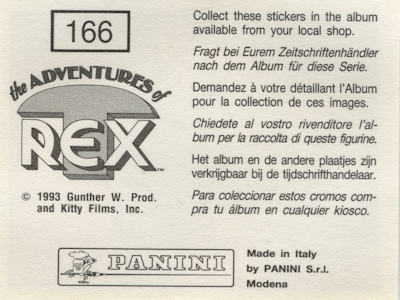 166
the ADVENTURES of
T
REX™
© 1993 Gunther W. Prod.
and Kitty Films, Inc.
Collect these stickers in the album
available from your local shop.
Fragt bei Eurem Zeitschriftenhändler
nach dem Album für diese Serie.
Demandez à votre détaillant l'Album
pour la collection de ces images.
Chiedete al vostro rivenditore l'al-
bum per la raccolta di queste figurine.
Het album en de andere plaatjes zijn
verkrijgbaar bij de tijdschrifthandelaar.
Para coleccionar estos cromos com-
pra tu álbum en cualquier kiosco.
PANINI
Made in Italy
by PANINI S.r.l.
Modena